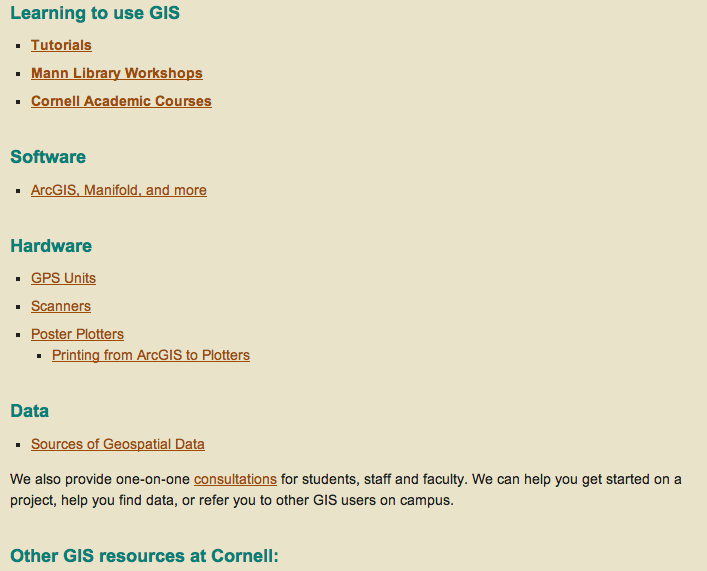 Learning to use GIS
Tutorials
Mann Library Workshops
Cornell Academic Courses
Software
ArcGIS, Manifold, and more
Hardware
GPS Units
Scanners
Poster Plotters
Printing from ArcGIS to Plotters
Data
Sources of Geospatial Data
We also provide one-on-one consultations for students, staff and faculty. We can help you get started on a
project, help you find data, or refer you to other GIS users on campus.
Other GIS resources at Cornell: